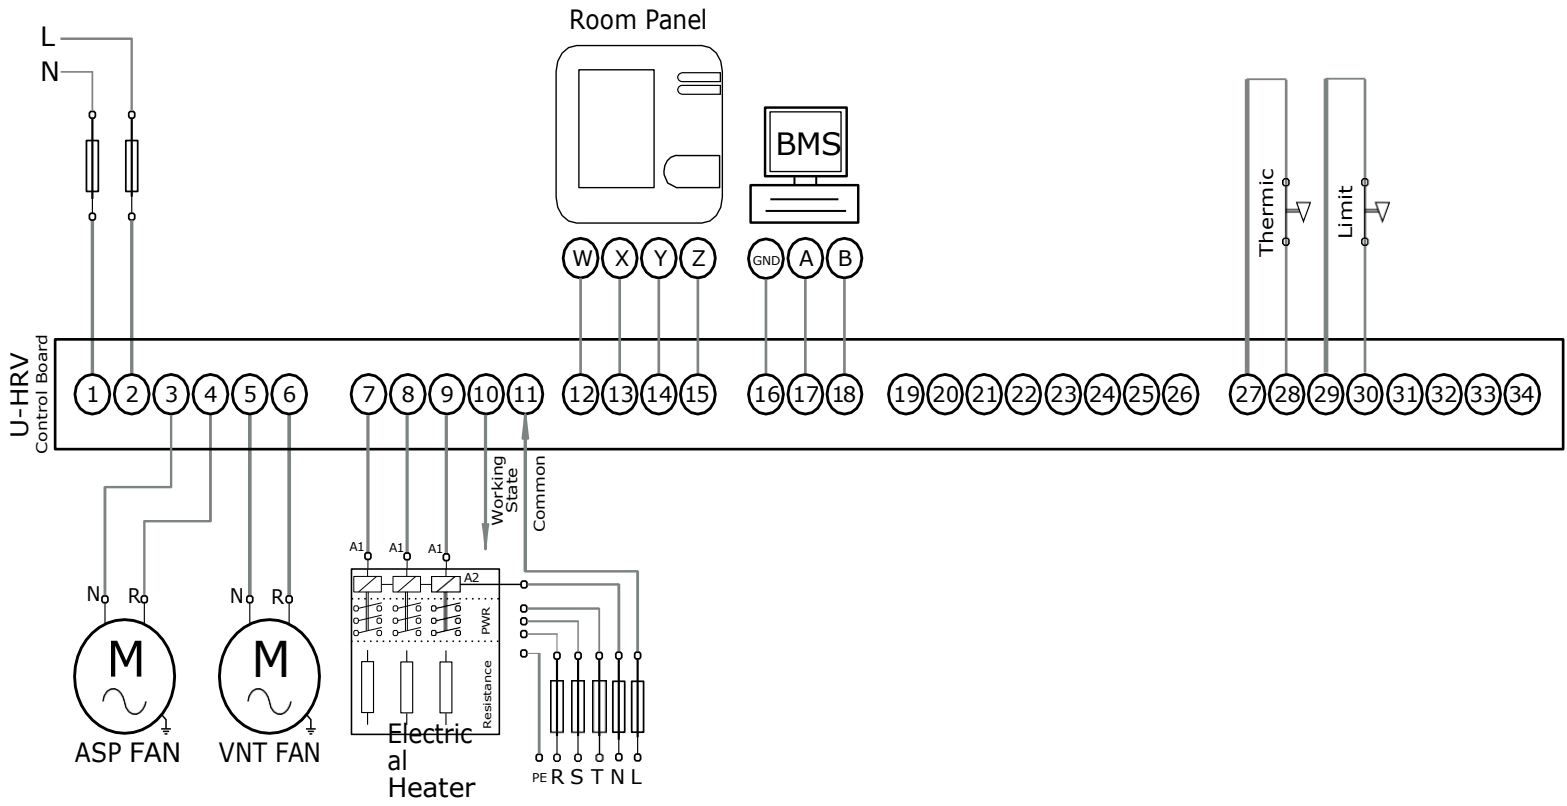 Room Panel
L
N
BMS
Thermic
Limit
W X Y Z GND A B
U-HRV
Control Board
1 2 3 4 5 6 7 8 9 10 11 12 13 14 15 16 17 18 19 20 21 22 23 24 25 26 27 28 29 30 31 32 33 34
Working
State
Common
A1 A1 A1
A2
N R N R
PWR
M M
Resistance
ASP FAN VNT FAN
Electric
al
Heater
PE R S T N L